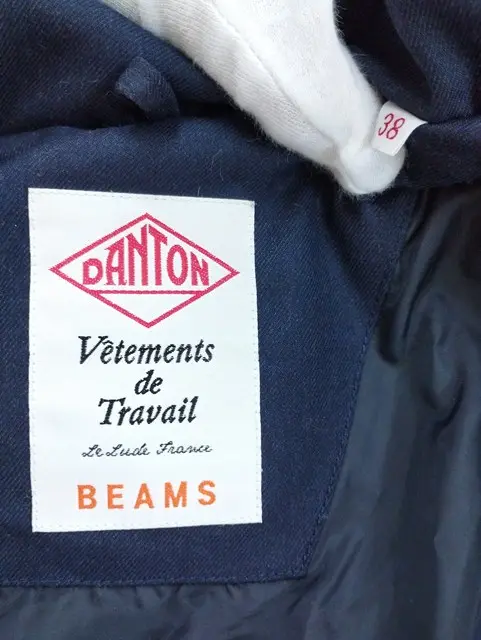 38
DANTON
Vêtements
de
Travail
Le Lude France
BEAMS